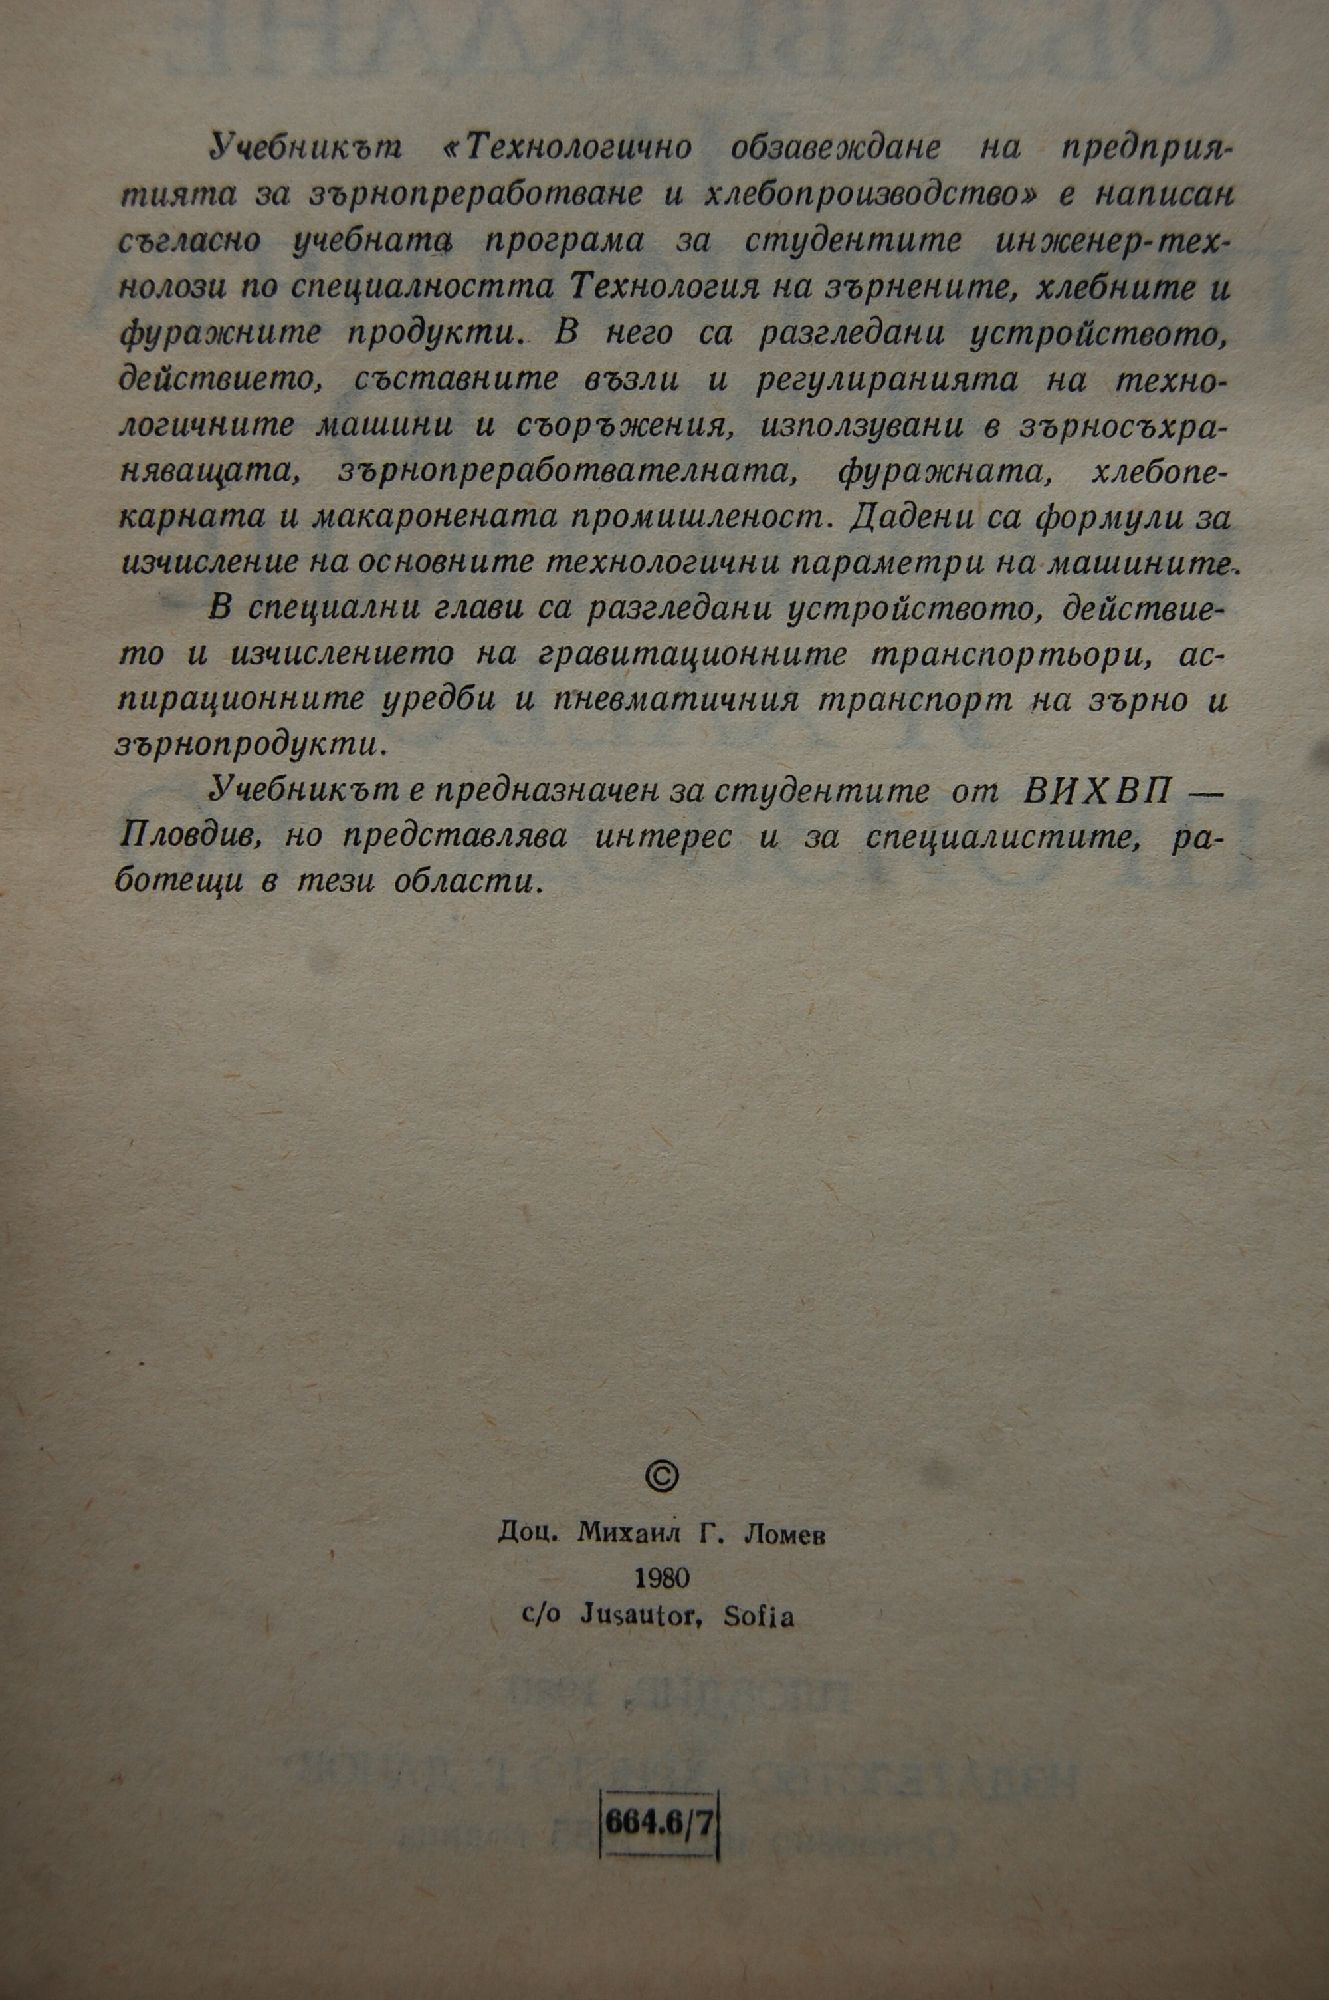 Учебникът «Технологично обзавеждане на предприя-
тията за зърнопреработване и хлебопроизводство» е написан
съгласно учебната програма за студентите инженер-тех-
нолози по специалността Технология на зърнените, хлебните и
фуражните продукти. В него са разгледани устройството,
действието, съставните възли и регулиранията на техно-
логичните машини и съоръжения, използувани в зърносъхра-
няващата, зърнопреработвателната, фуражната, хлебопе-
карната и макаронената промишленост. Дадени са формули за
изчисление на основните технологични параметри на машините.
В специални глави са разгледани устройството, действие-
то и изчислението на гравитационните транспортьори, ас-
пирационните уредби и пневматичния транспорт на зърно и
зърнопродукти.
Учебникът е предназначен за студентите от ВИХВП —
Пловдив, но представлява интерес и за специалистите, ра-
ботещи в тези области.
©
Доц. Михаил Г. Ломев
1980
c/o Jusautor, Sofia
664.6/7